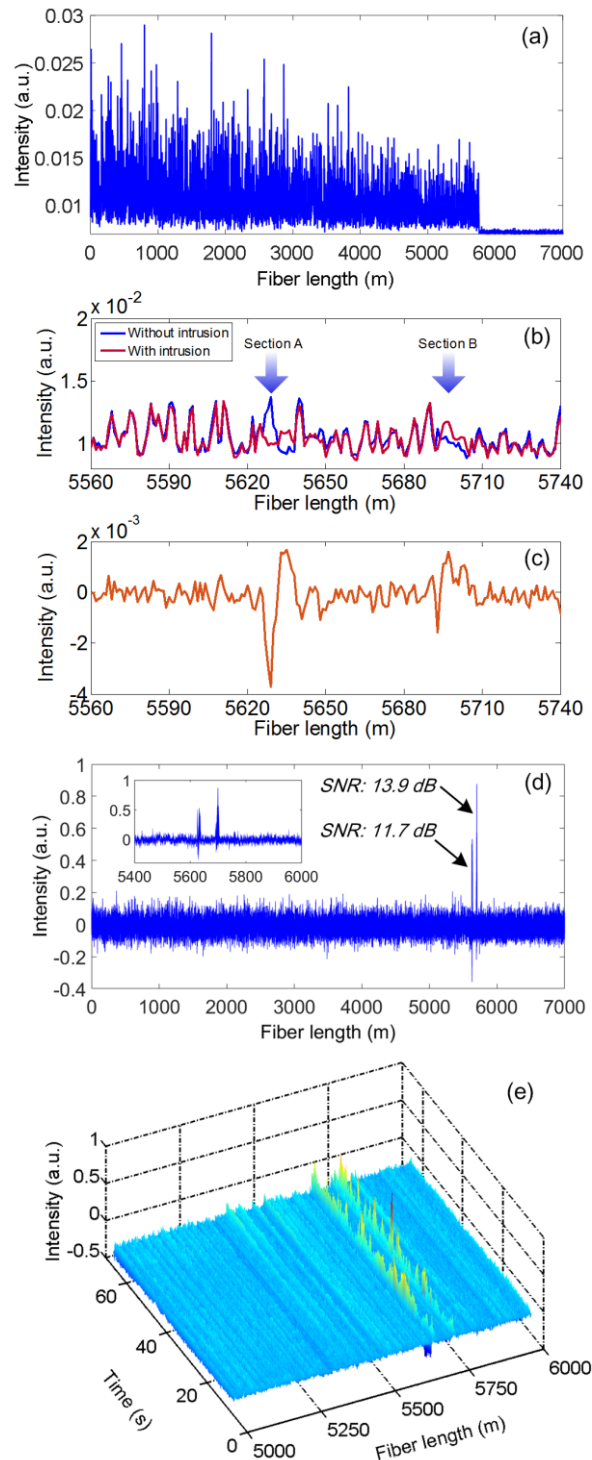 (a)
Intensity (a.u.)
0.03
0.025
0.02
0.015
0.01
0 1000 2000 3000 4000 5000 6000 7000
Fiber length (m)
x 10-2
(b)
Without intrusion
With intrusion
Section A
Section B
Intensity (a.u.)
2
1.5
1
5560 5590 5620 5650 5680 5710 5740
Fiber length (m)
x 10-3
(c)
Intensity (a.u.)
2
0
-2
-4
5560 5590 5620 5650 5680 5710 5740
Fiber length (m)
(d)
SNR: 13.9 dB
SNR: 11.7 dB
Intensity (a.u.)
1
0.8
0.6
0.4
0.2
0
-0.2
-0.4
1
0.5
0
5400 5600 5800 6000
0 1000 2000 3000 4000 5000 6000 7000
Fiber length (m)
(e)
Intensity (a.u.)
1
0.5
0
-0.5
60
40
20
0
Time (s)
5000
5250
5500
5750
6000
Fiber length (m)